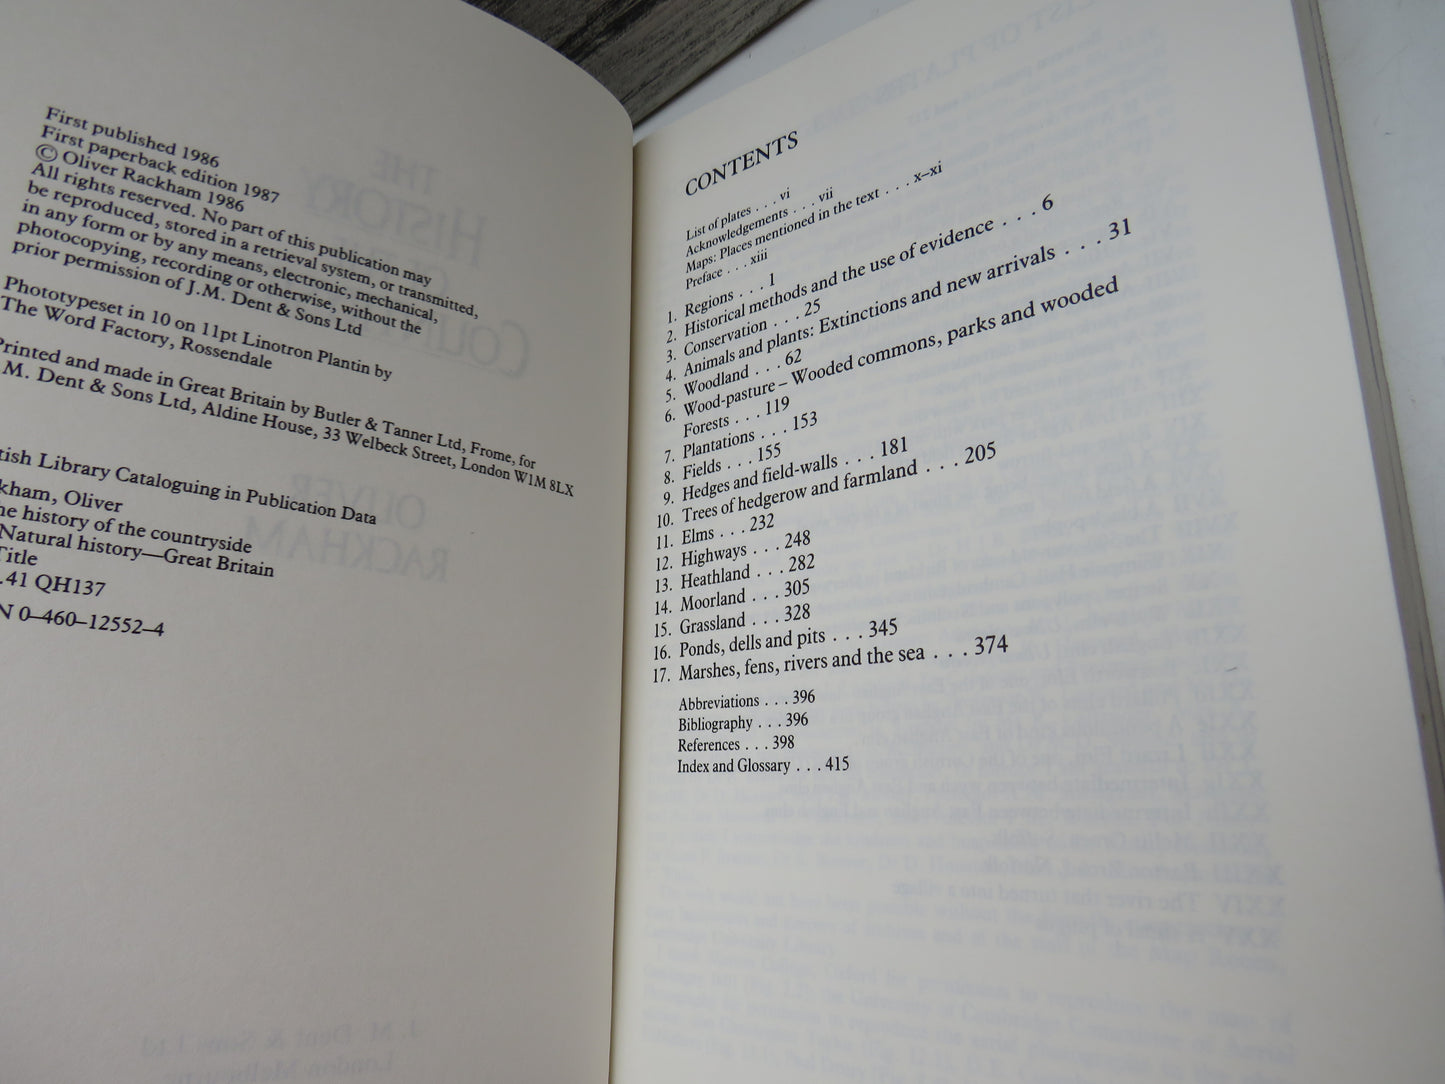 First published 1986
First paperback edition 1987
© Oliver Rackham 1986
All rights reserved. No part of this publication may
be reproduced, stored in a retrieval system, or transmitted,
in any form or by any means, electronic, mechanical,
photocopying, recording or otherwise, without the
prior permission of J.M. Dent & Sons Ltd
Phototypeset in 10 on 11pt Linotron Plantin by
The Word Factory, Rossendale
Printed and made in Great Britain by Butler & Tanner Ltd, Frome, for
.M. Dent & Sons Ltd, Aldine House, 33 Welbeck Street, London W1M 8LX
tish Library Cataloguing in Publication Data
kham, Oliver
he history of the countryside
Natural history—Great Britain
Title
.41 QH137
N 0–460–12552–4
CONTENTS
List of plates . . . vi
Acknowledgements . . . vii
Maps: Places mentioned in the text . . . x–xi
Preface . . . xiii
1. Regions . . . 1
2. Historical methods and the use of evidence . . . 6
3. Conservation . . . 25
4. Animals and plants: Extinctions and new arrivals . . . 31
5. Woodland . . . 62
6. Wood-pasture – Wooded commons, parks and wooded
Forests . . . 119
7. Plantations . . . 153
8. Fields . . . 155
9. Hedges and field-walls . . . 181
10. Trees of hedgerow and farmland . . . 205
11. Elms . . . 232
12. Highways . . . 248
13. Heathland . . . 282
14. Moorland . . . 305
15. Grassland . . . 328
16. Ponds, dells and pits . . . 345
17. Marshes, fens, rivers and the sea . . . 374
Abbreviations . . . 396
Bibliography . . . 396
References . . . 398
Index and Glossary . . . 415